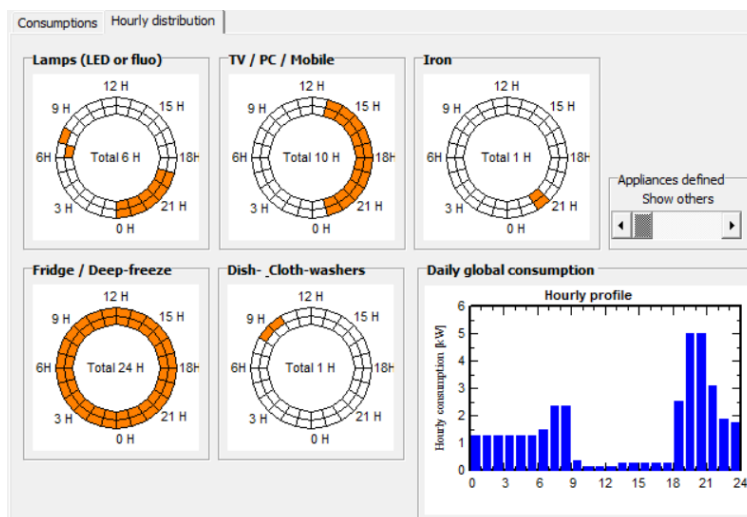 Consumptions Hourly distribution
Lamps (LED or fluo)
12 H
9 H 15 H
6H Total 6 H 18H
3 H 21 H
0 H
TV / PC / Mobile
12 H
9 H 15 H
6H Total 10 H 18H
3 H 21 H
0 H
Iron
12 H
9 H 15 H
6H Total 1 H 18H
3 H 21 H
0 H
Appliances defined
Show others
Fridge / Deep-freeze
12 H
9 H 15 H
6H Total 24 H 18H
3 H 21 H
0 H
Dish- _Cloth-washers
12 H
9 H 15 H
6H Total 1 H 18H
3 H 21 H
0 H
Daily global consumption
Hourly profile
Hourly consumption [kW]
6
5
4
3
2
1
0
0 3 6 9 12 15 18 21 24